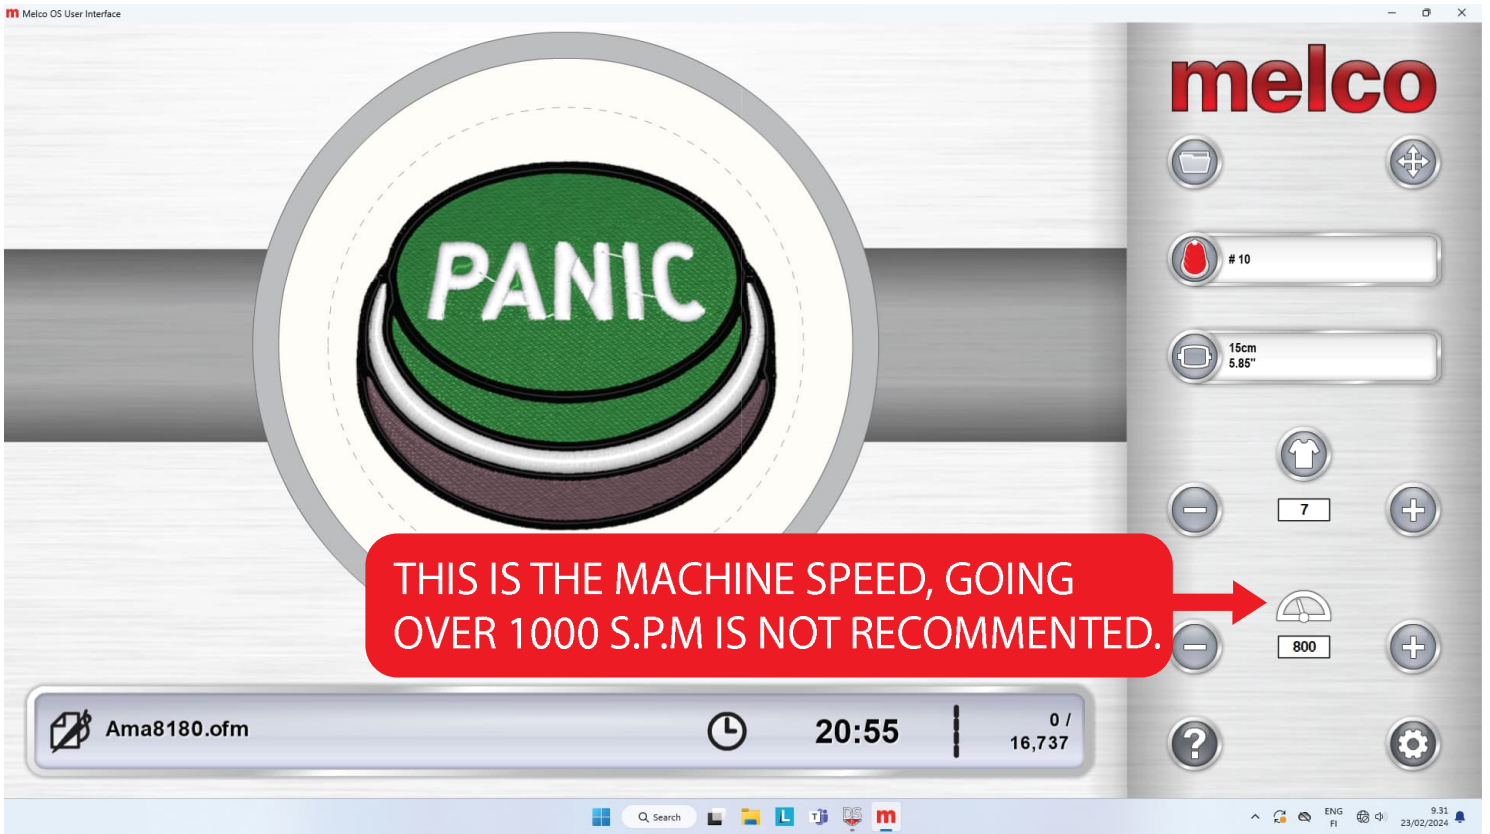 Melco OS User Interface
melco
# 10
15cm
5.85"
7
PANIC
THIS IS THE MACHINE SPEED, GOING
OVER 1000 S.P.M IS NOT RECOMMENTED.
800
Ama8180.ofm
20:55
0 /
16,737
?
Search
L
DS
m
ENG
FI
9.31
23/02/2024